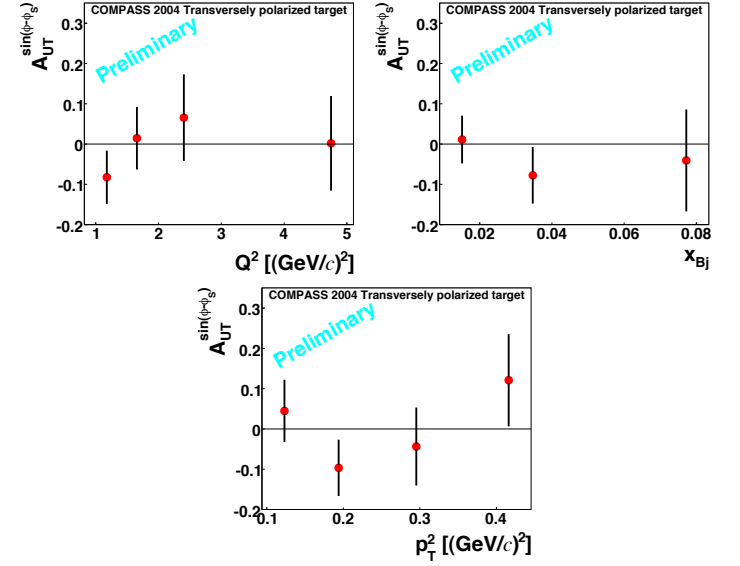 COMPASS 2004 Transversely polarized target
Preliminary
A_UT^sin(ϕ-ϕ_S)
0.3
0.2
0.1
0
-0.1
-0.2
1 2 3 4 5
Q² [(GeV/c)²]
COMPASS 2004 Transversely polarized target
Preliminary
A_UT^sin(ϕ-ϕ_S)
0.3
0.2
0.1
0
-0.1
-0.2
0.02 0.04 0.06 0.08
x_Bj
COMPASS 2004 Transversely polarized target
Preliminary
A_UT^sin(ϕ-ϕ_S)
0.3
0.2
0.1
0
-0.1
-0.2
0.1 0.2 0.3 0.4
p_T² [(GeV/c)²]